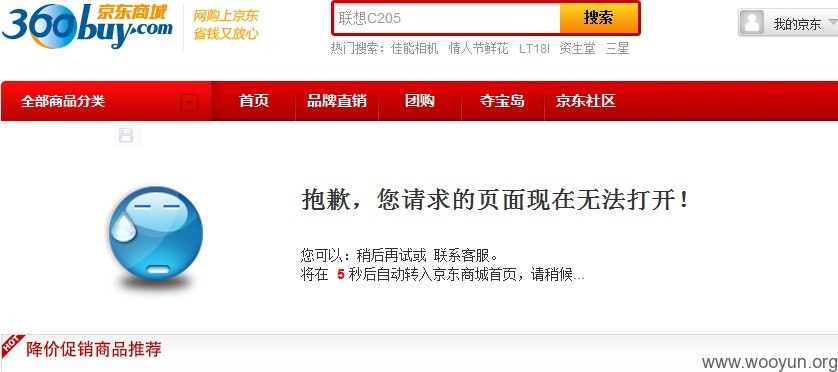 360buy.com 京东商城
网购上京东
省钱又放心
联想C205
搜索
我的京东
热门搜索：佳能相机 情人节鲜花 LT18I 资生堂 三星
全部商品分类 首页 品牌直销 团购 夺宝岛 京东社区
抱歉，您请求的页面现在无法打开！
您可以：稍后再试或 联系客服。
将在 5 秒后自动转入京东商城首页，请稍候...
HOT
降价促销商品推荐
www.wooyun.org